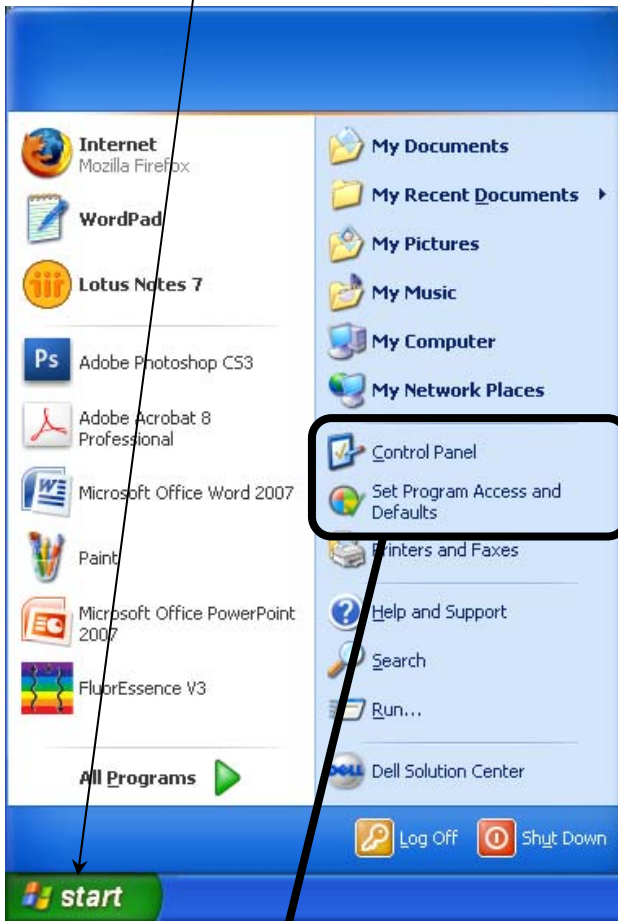 Internet
Mozilla Firefox
WordPad
Lotus Notes 7
Ps
Adobe Photoshop CS3
Adobe Acrobat 8
Professional
Microsoft Office Word 2007
Paint
Microsoft Office PowerPoint
2007
FluorEssence V3
All Programs
My Documents
My Recent Documents
My Pictures
My Music
My Computer
My Network Places
Control Panel
Set Program Access and
Defaults
Printers and Faxes
Help and Support
Search
Run...
DELL
Dell Solution Center
Log Off
Shut Down
start